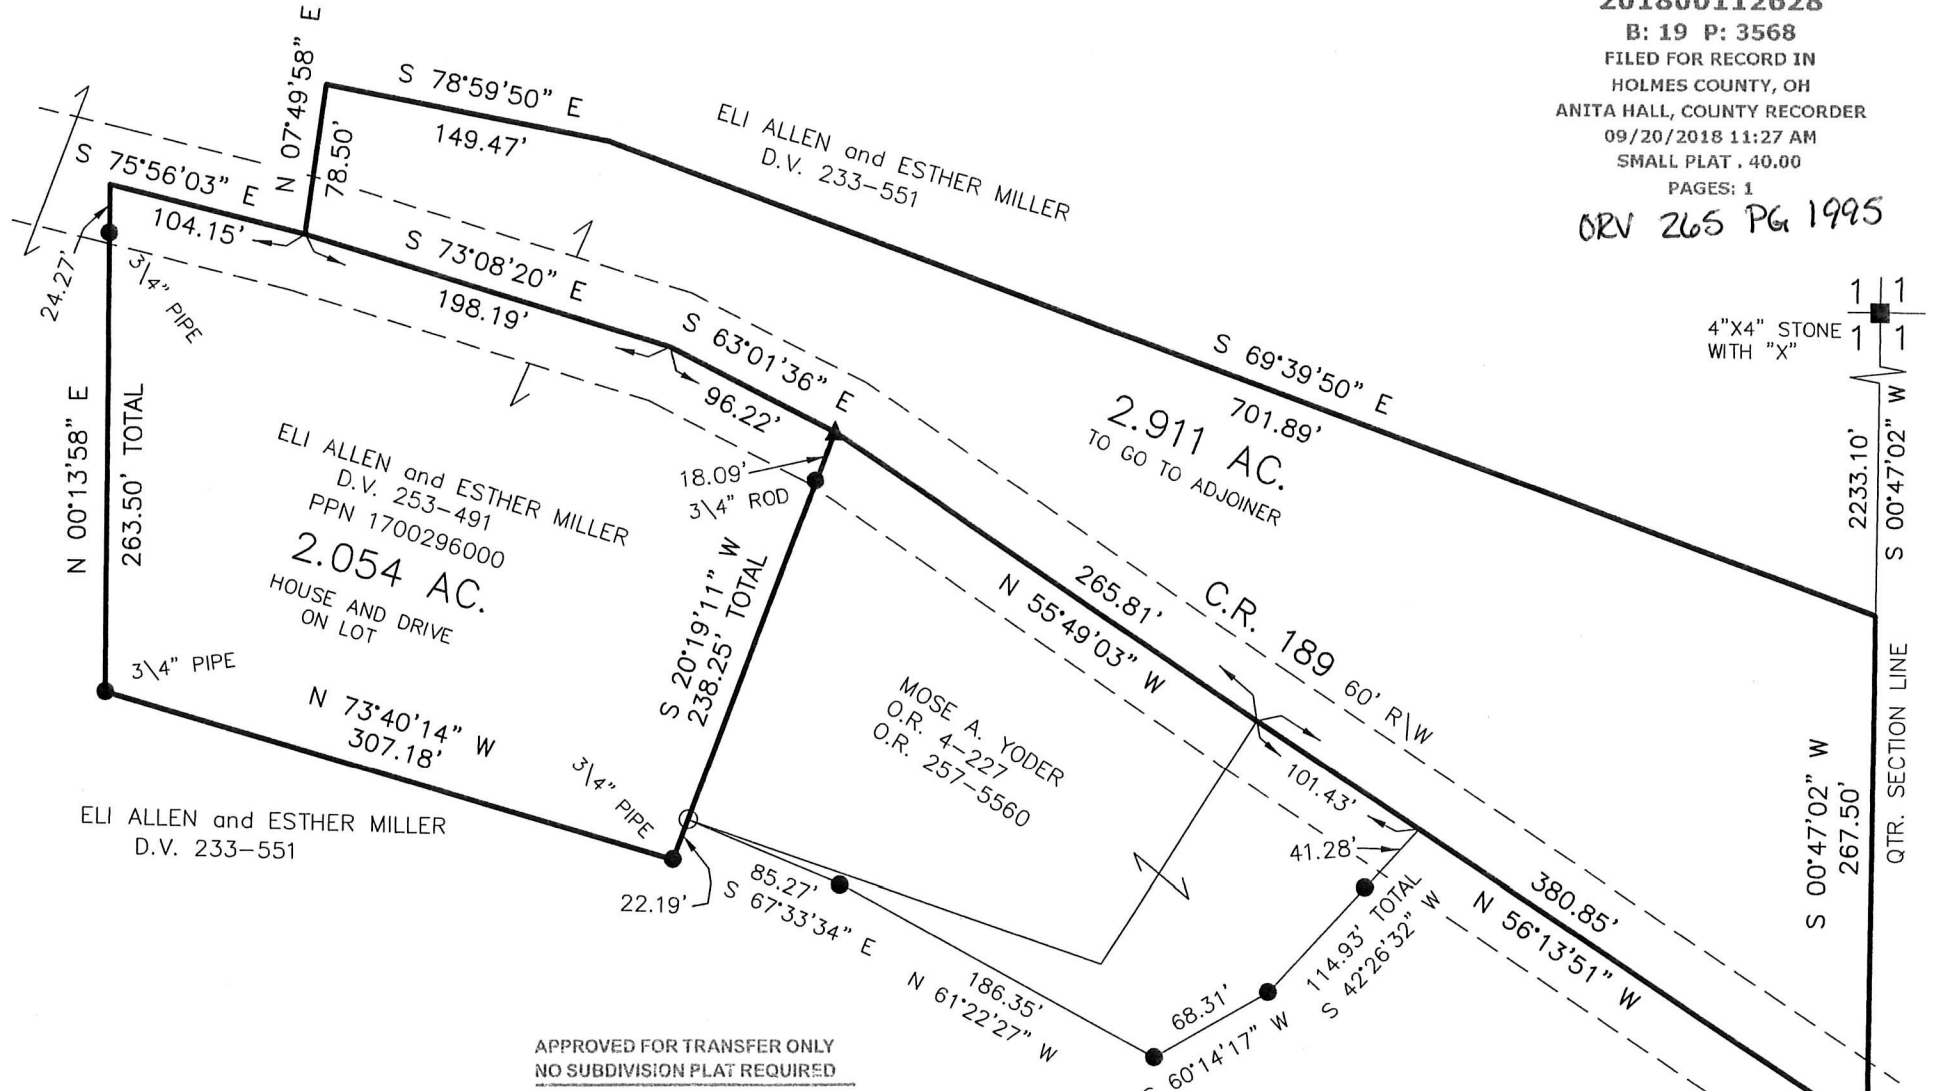 201800112628
B: 19 P: 3568
FILED FOR RECORD IN
HOLMES COUNTY, OH
ANITA HALL, COUNTY RECORDER
09/20/2018 11:27 AM
SMALL PLAT . 40.00
PAGES: 1
ORV 265 PG 1995
N 07°49'58" E
78.50'
S 78°59'50" E
149.47'
ELI ALLEN and ESTHER MILLER
D.V. 233-551
S 75°56'03" E
104.15'
24.27'
3/4" PIPE
S 73°08'20" E
198.19'
S 63°01'36" E
96.22'
S 69°39'50" E
701.89'
2.911 AC.
TO GO TO ADJOINER
1 1
4"X4" STONE
WITH "X"
1 1
2233.10'
S 00°47'02" W
N 00°13'58" E
263.50' TOTAL
ELI ALLEN and ESTHER MILLER
D.V. 253-491
PPN 1700296000
2.054 AC.
HOUSE AND DRIVE
ON LOT
18.09'
3\4" ROD
S 20°19'11" W
238.25' TOTAL
265.81'
N 55°49'03" W
C.R. 189 60' R\W
3\4" PIPE
N 73°40'14" W
307.18'
3\4" PIPE
MOSE A. YODER
O.R. 4-227
O.R. 257-5560
101.43'
41.28'
ELI ALLEN and ESTHER MILLER
D.V. 233-551
22.19'
85.27'
S 67°33'34" E
186.35'
N 61°22'27" W
68.31'
S 60°14'17" W
114.93' TOTAL
S 42°26'32" W
380.85'
N 56°13'51" W
S 00°47'02" W
267.50'
QTR. SECTION LINE
APPROVED FOR TRANSFER ONLY
NO SUBDIVISION PLAT REQUIRED